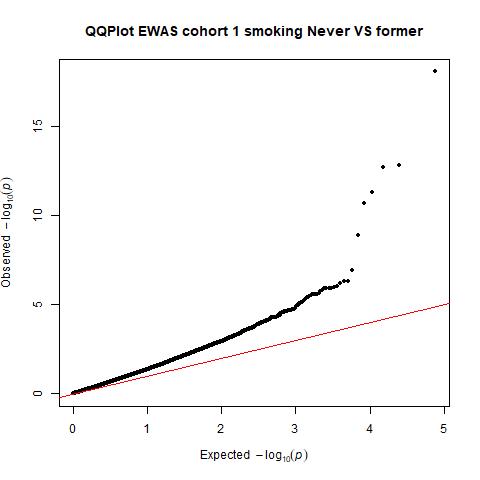 QQPlot EWAS cohort 1 smoking Never VS former
Observed −log₁₀(p)
15
10
5
0
0 1 2 3 4 5
Expected −log₁₀(p)